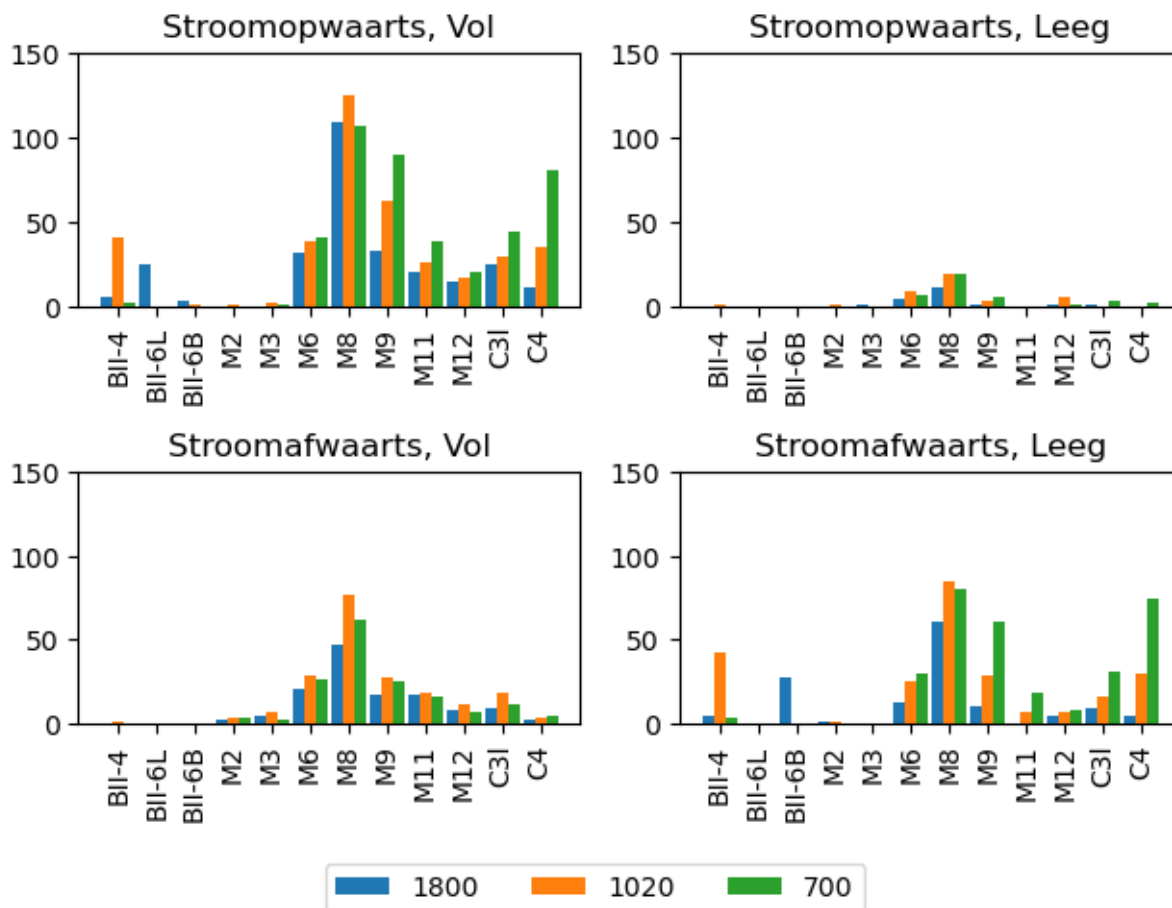 Stroomopwaarts, Vol
150
100
50
0
BII-4 BII-6L BII-6B M2 M3 M6 M8 M9 M11 M12 C3l C4
Stroomopwaarts, Leeg
150
100
50
0
BII-4 BII-6L BII-6B M2 M3 M6 M8 M9 M11 M12 C3l C4
Stroomafwaarts, Vol
150
100
50
0
BII-4 BII-6L BII-6B M2 M3 M6 M8 M9 M11 M12 C3l C4
Stroomafwaarts, Leeg
150
100
50
0
BII-4 BII-6L BII-6B M2 M3 M6 M8 M9 M11 M12 C3l C4
1800 1020 700